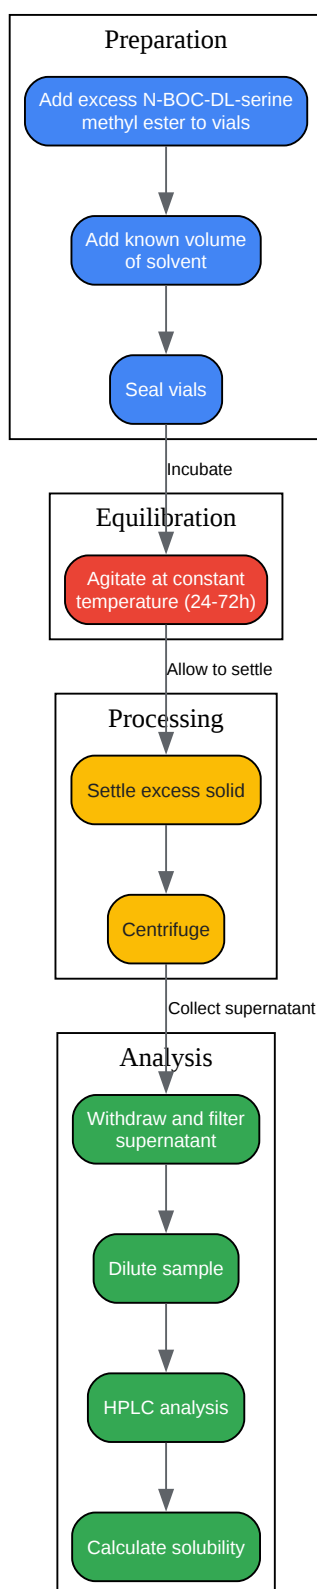 Preparation
Add excess N-BOC-DL-serine
methyl ester to vials
Add known volume
of solvent
Seal vials
Incubate
Equilibration
Agitate at constant
temperature (24-72h)
Allow to settle
Processing
Settle excess solid
Centrifuge
Collect supernatant
Analysis
Withdraw and filter
supernatant
Dilute sample
HPLC analysis
Calculate solubility